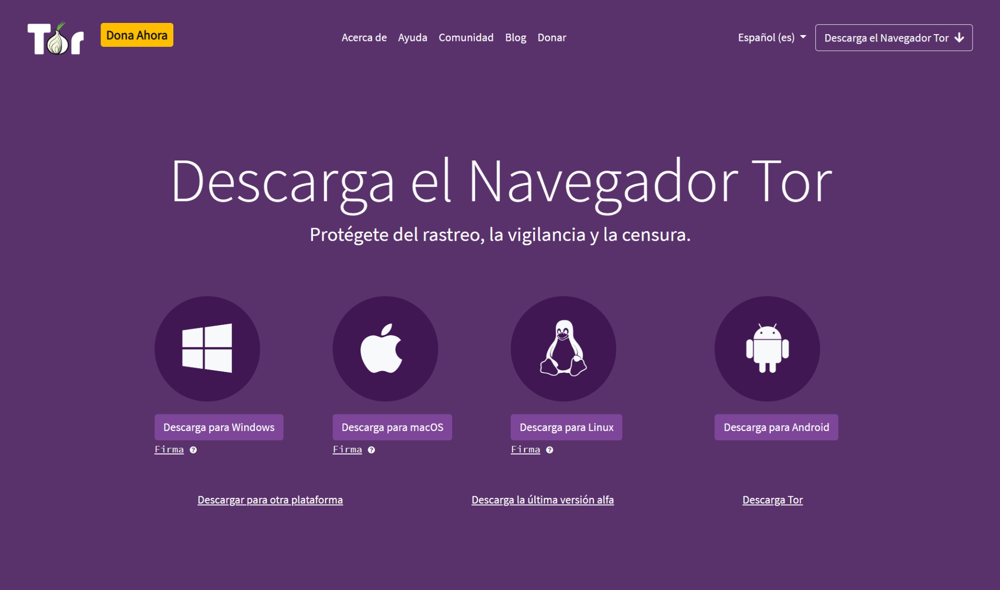 Tor
Dona Ahora
Acerca de
Ayuda
Comunidad
Blog
Donar
Español (es)
Descarga el Navegador Tor
Descarga el Navegador Tor
Protégete del rastreo, la vigilancia y la censura.
Descarga para Windows
Firma
Descarga para macOS
Firma
Descarga para Linux
Firma
Descarga para Android
Descargar para otra plataforma
Descarga la última versión alfa
Descarga Tor